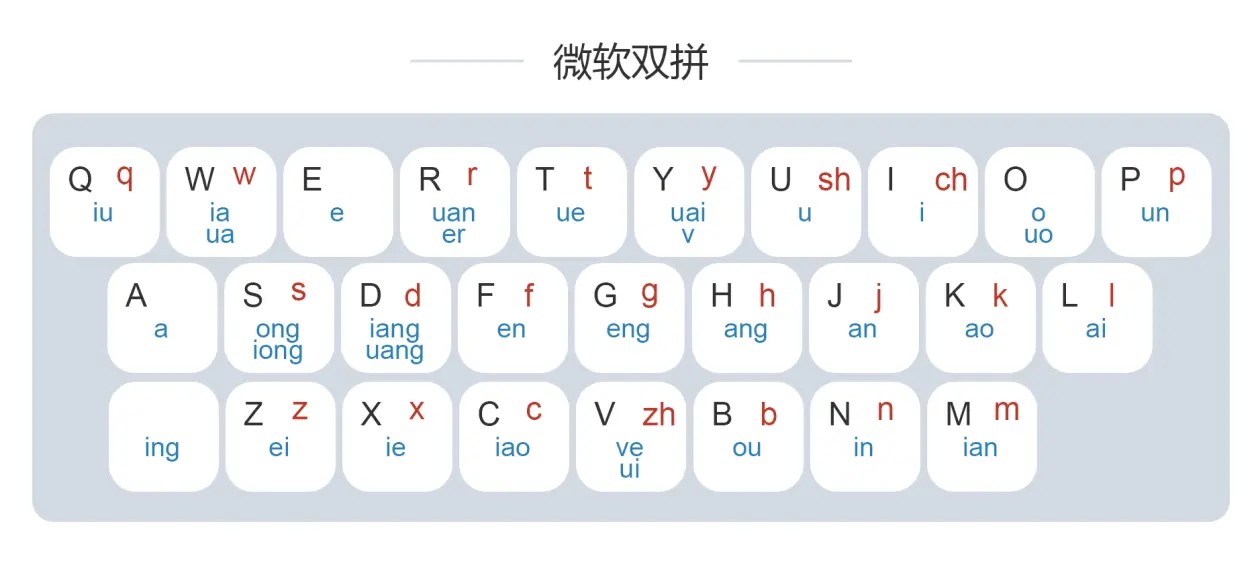 微软双拼
Q q W w E R r T t Y y U sh I ch O P p
iu ia e uan ue uai u i o un
ua er v uo
A S s D d F f G g H h J j K k L l
a ong iang en eng ang an ao ai
iong uang
Z z X x C c V zh B b N n M m
ing ei ie iao ve ou in ian
ui